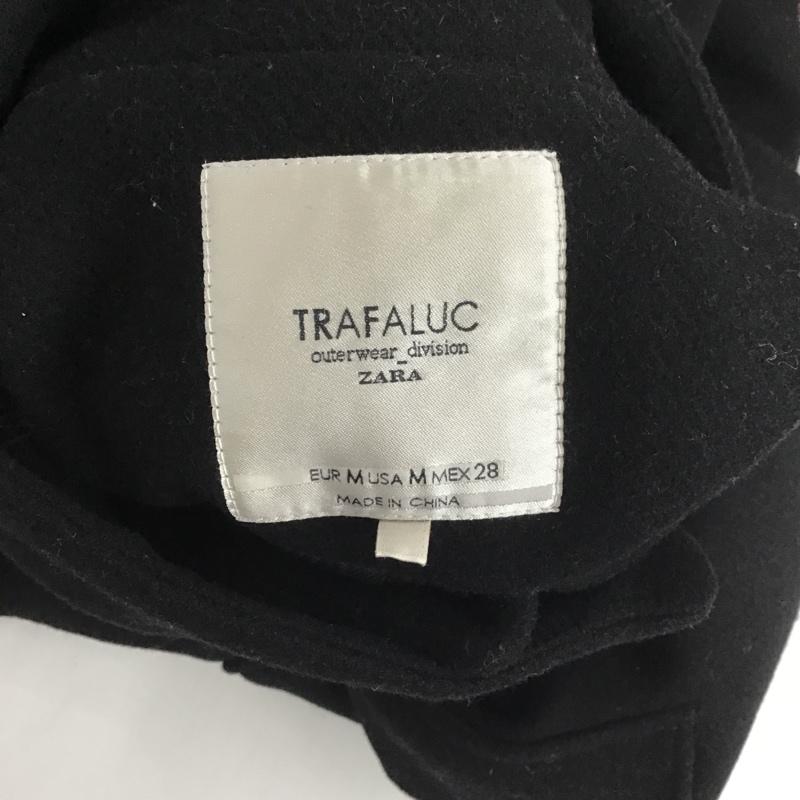 TRAFALUC
outerwear_division
ZARA
EUR M USA M MEX 28
MADE IN CHINA